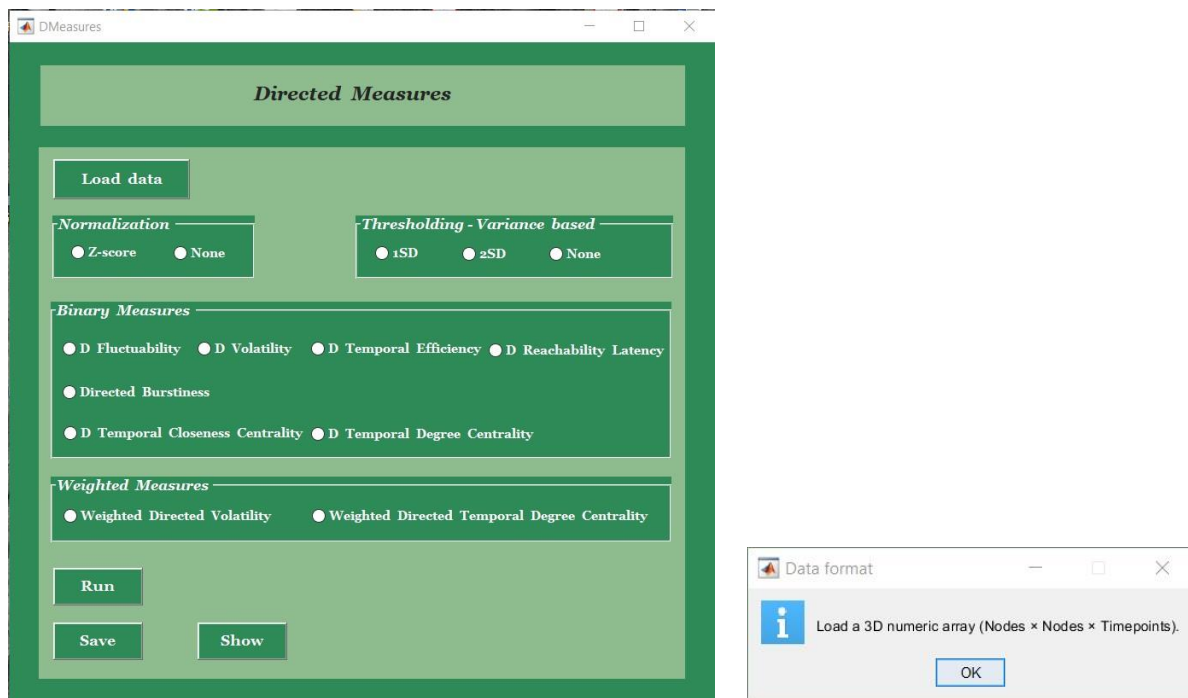 DMeasures
Directed Measures
Load data
Normalization
Z-score None
Thresholding - Variance based
1SD 2SD None
Binary Measures
D Fluctuability D Volatility D Temporal Efficiency D Reachability Latency
Directed Burstiness
D Temporal Closeness Centrality D Temporal Degree Centrality
Weighted Measures
Weighted Directed Volatility Weighted Directed Temporal Degree Centrality
Run
Save Show
Data format
Load a 3D numeric array (Nodes × Nodes × Timepoints).
OK